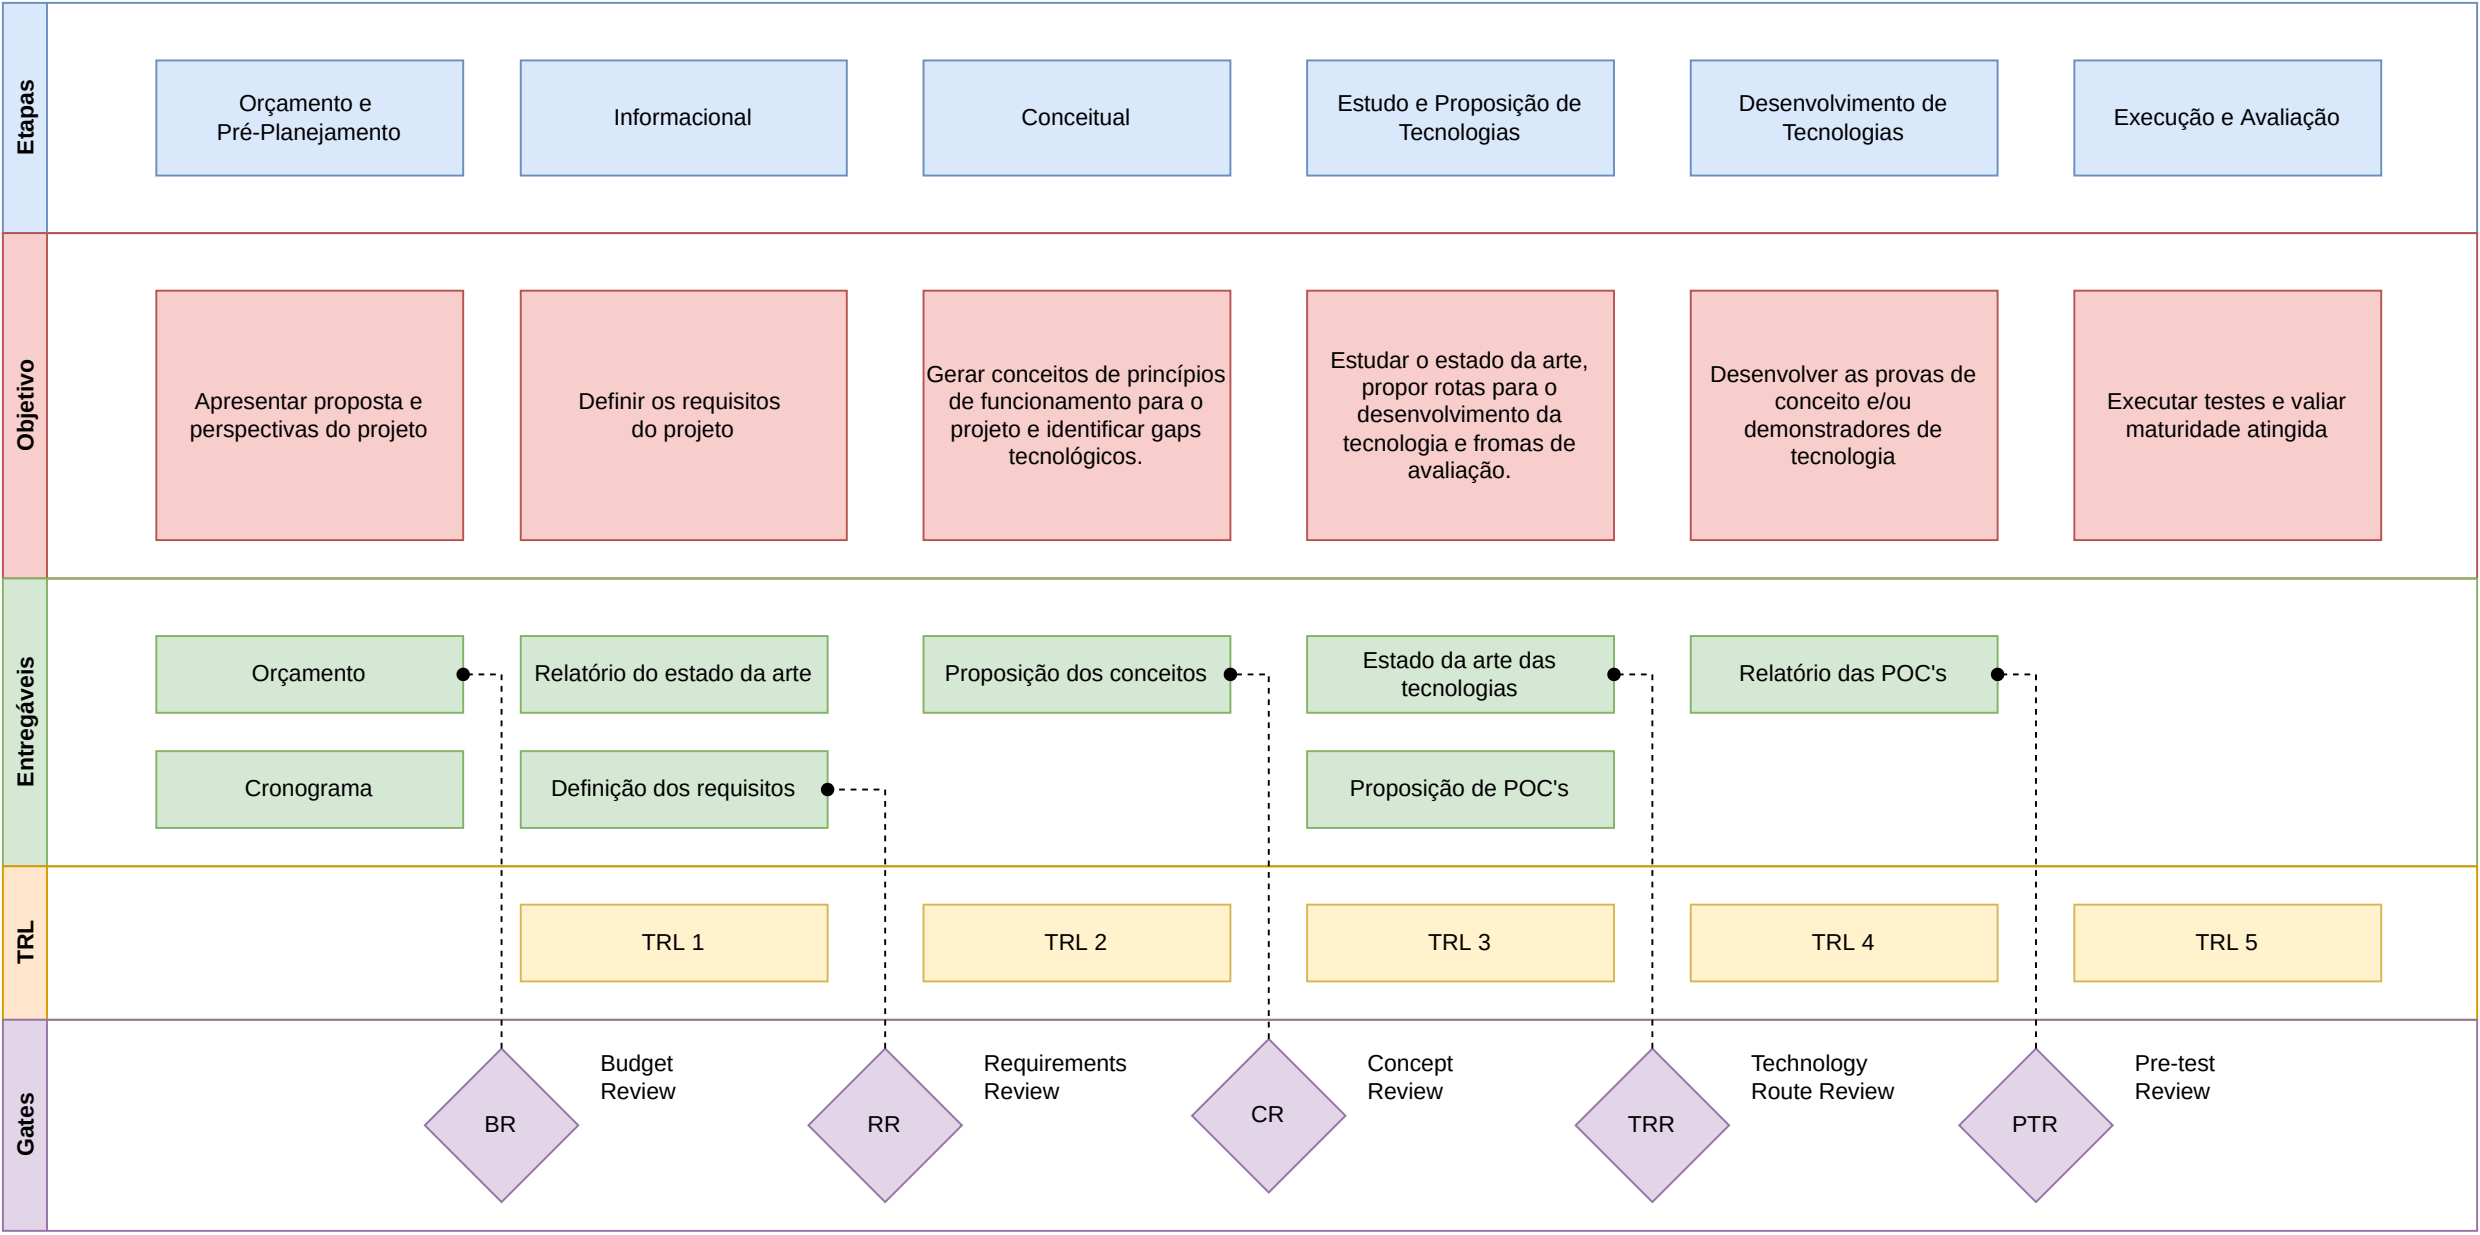 Etapas
Orçamento e
Pré-Planejamento
Informacional
Conceitual
Estudo e Proposição de
Tecnologias
Desenvolvimento de
Tecnologias
Execução e Avaliação
Objetivo
Apresentar proposta e
perspectivas do projeto
Definir os requisitos
do projeto
Gerar conceitos de princípios
de funcionamento para o
projeto e identificar gaps
tecnológicos.
Estudar o estado da arte,
propor rotas para o
desenvolvimento da
tecnologia e fromas de
avaliação.
Desenvolver as provas de
conceito e/ou
demonstradores de
tecnologia
Executar testes e valiar
maturidade atingida
Entregáveis
Orçamento
Relatório do estado da arte
Proposição dos conceitos
Estado da arte das
tecnologias
Relatório das POC's
Cronograma
Definição dos requisitos
Proposição de POC's
TRL
TRL 1
TRL 2
TRL 3
TRL 4
TRL 5
Gates
BR
Budget
Review
RR
Requirements
Review
CR
Concept
Review
TRR
Technology
Route Review
PTR
Pre-test
Review